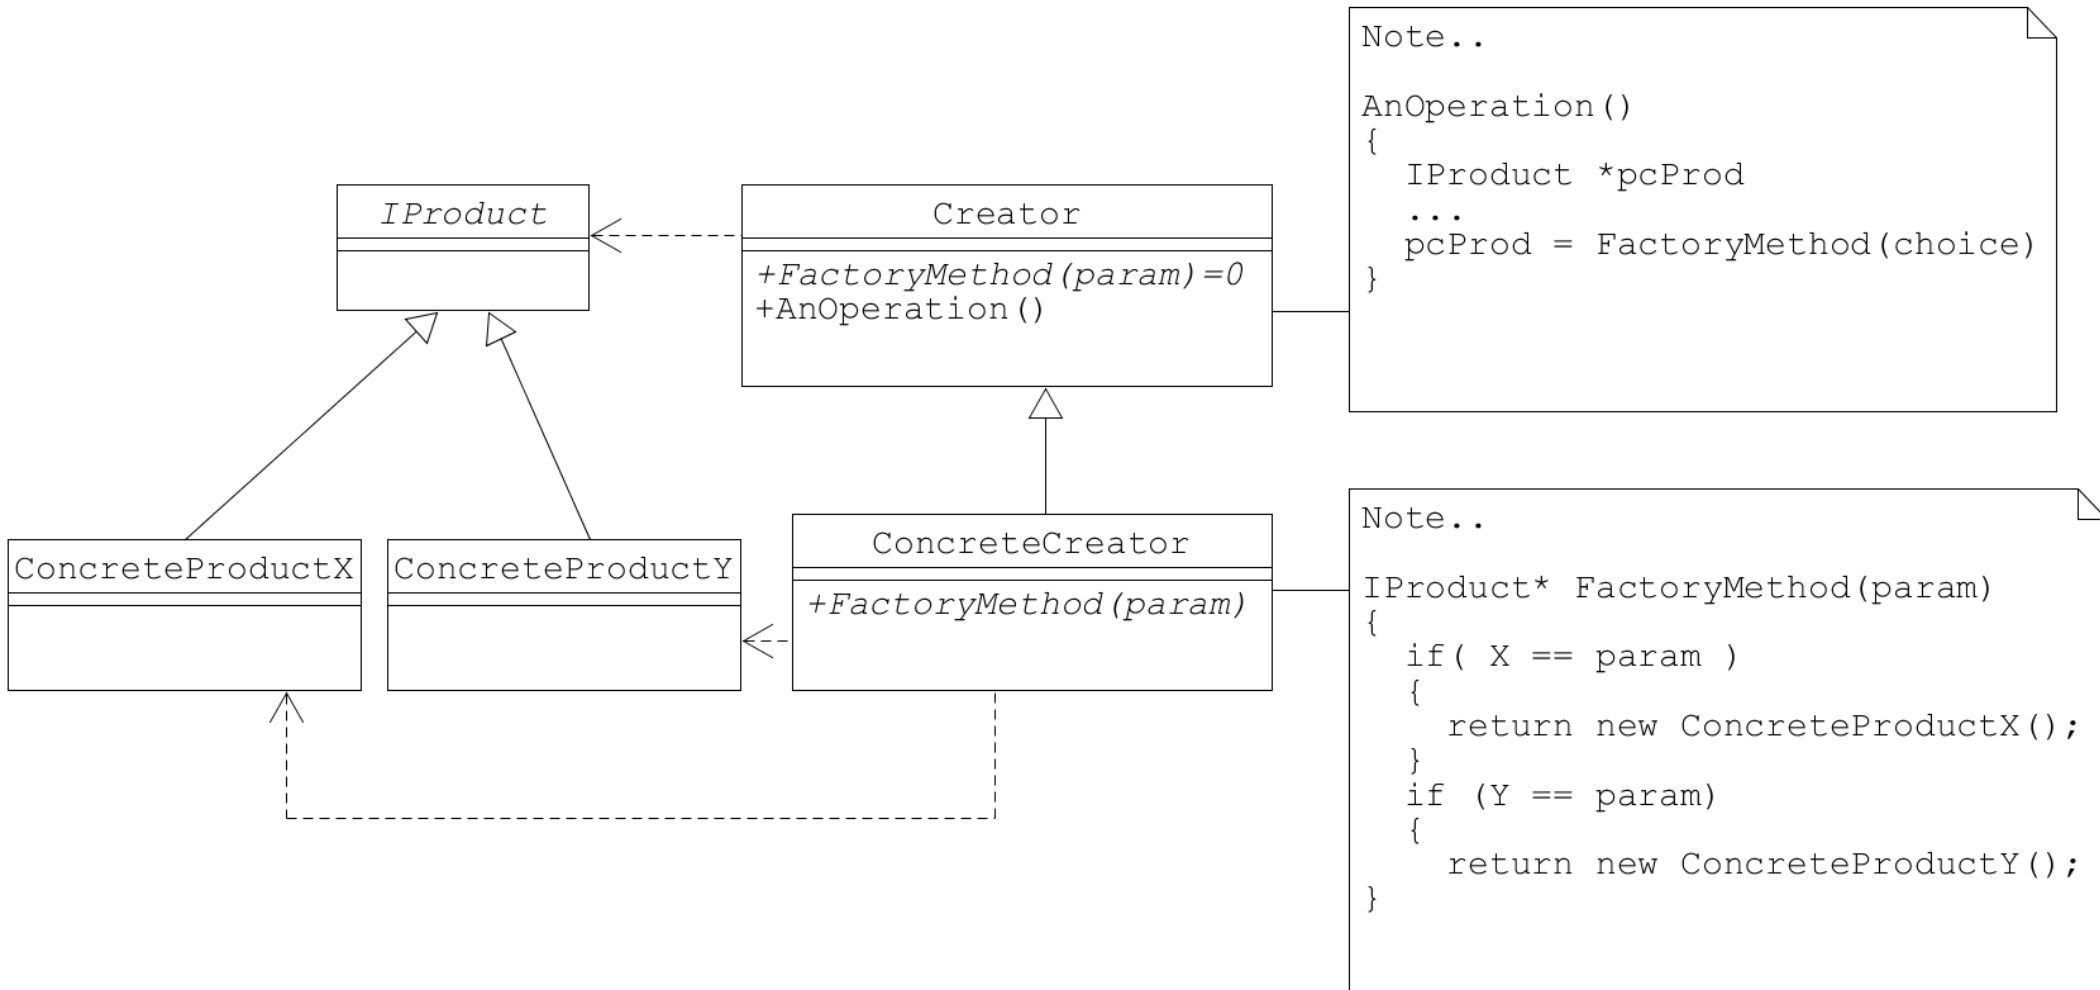 IProduct
Creator
+FactoryMethod(param)=0
+AnOperation()
Note..
AnOperation()
{
IProduct *pcProd
...
pcProd = FactoryMethod(choice)
}
ConcreteProductX
ConcreteProductY
ConcreteCreator
+FactoryMethod(param)
Note..
IProduct* FactoryMethod(param)
{
if( X == param )
{
return new ConcreteProductX();
}
if (Y == param)
{
return new ConcreteProductY();
}